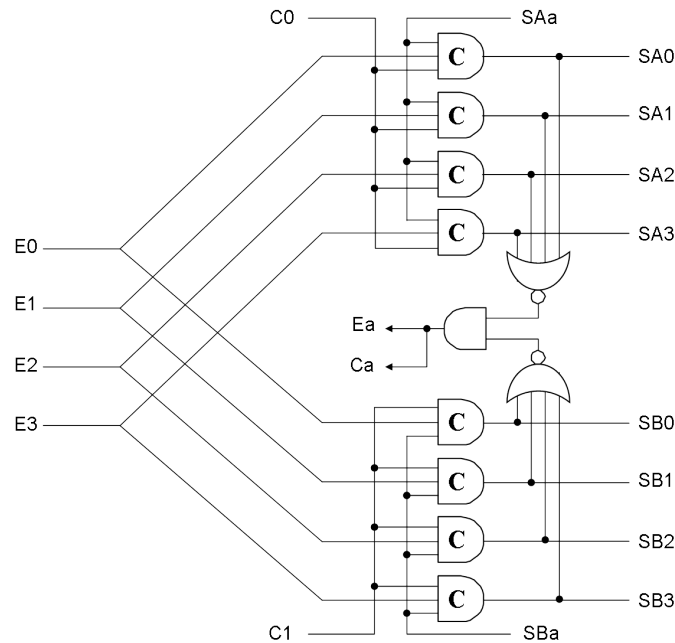 C0 SAa
C SA0
C SA1
C SA2
C SA3
E0
E1
E2
E3
Ea
Ca
C SB0
C SB1
C SB2
C SB3
C1 SBa